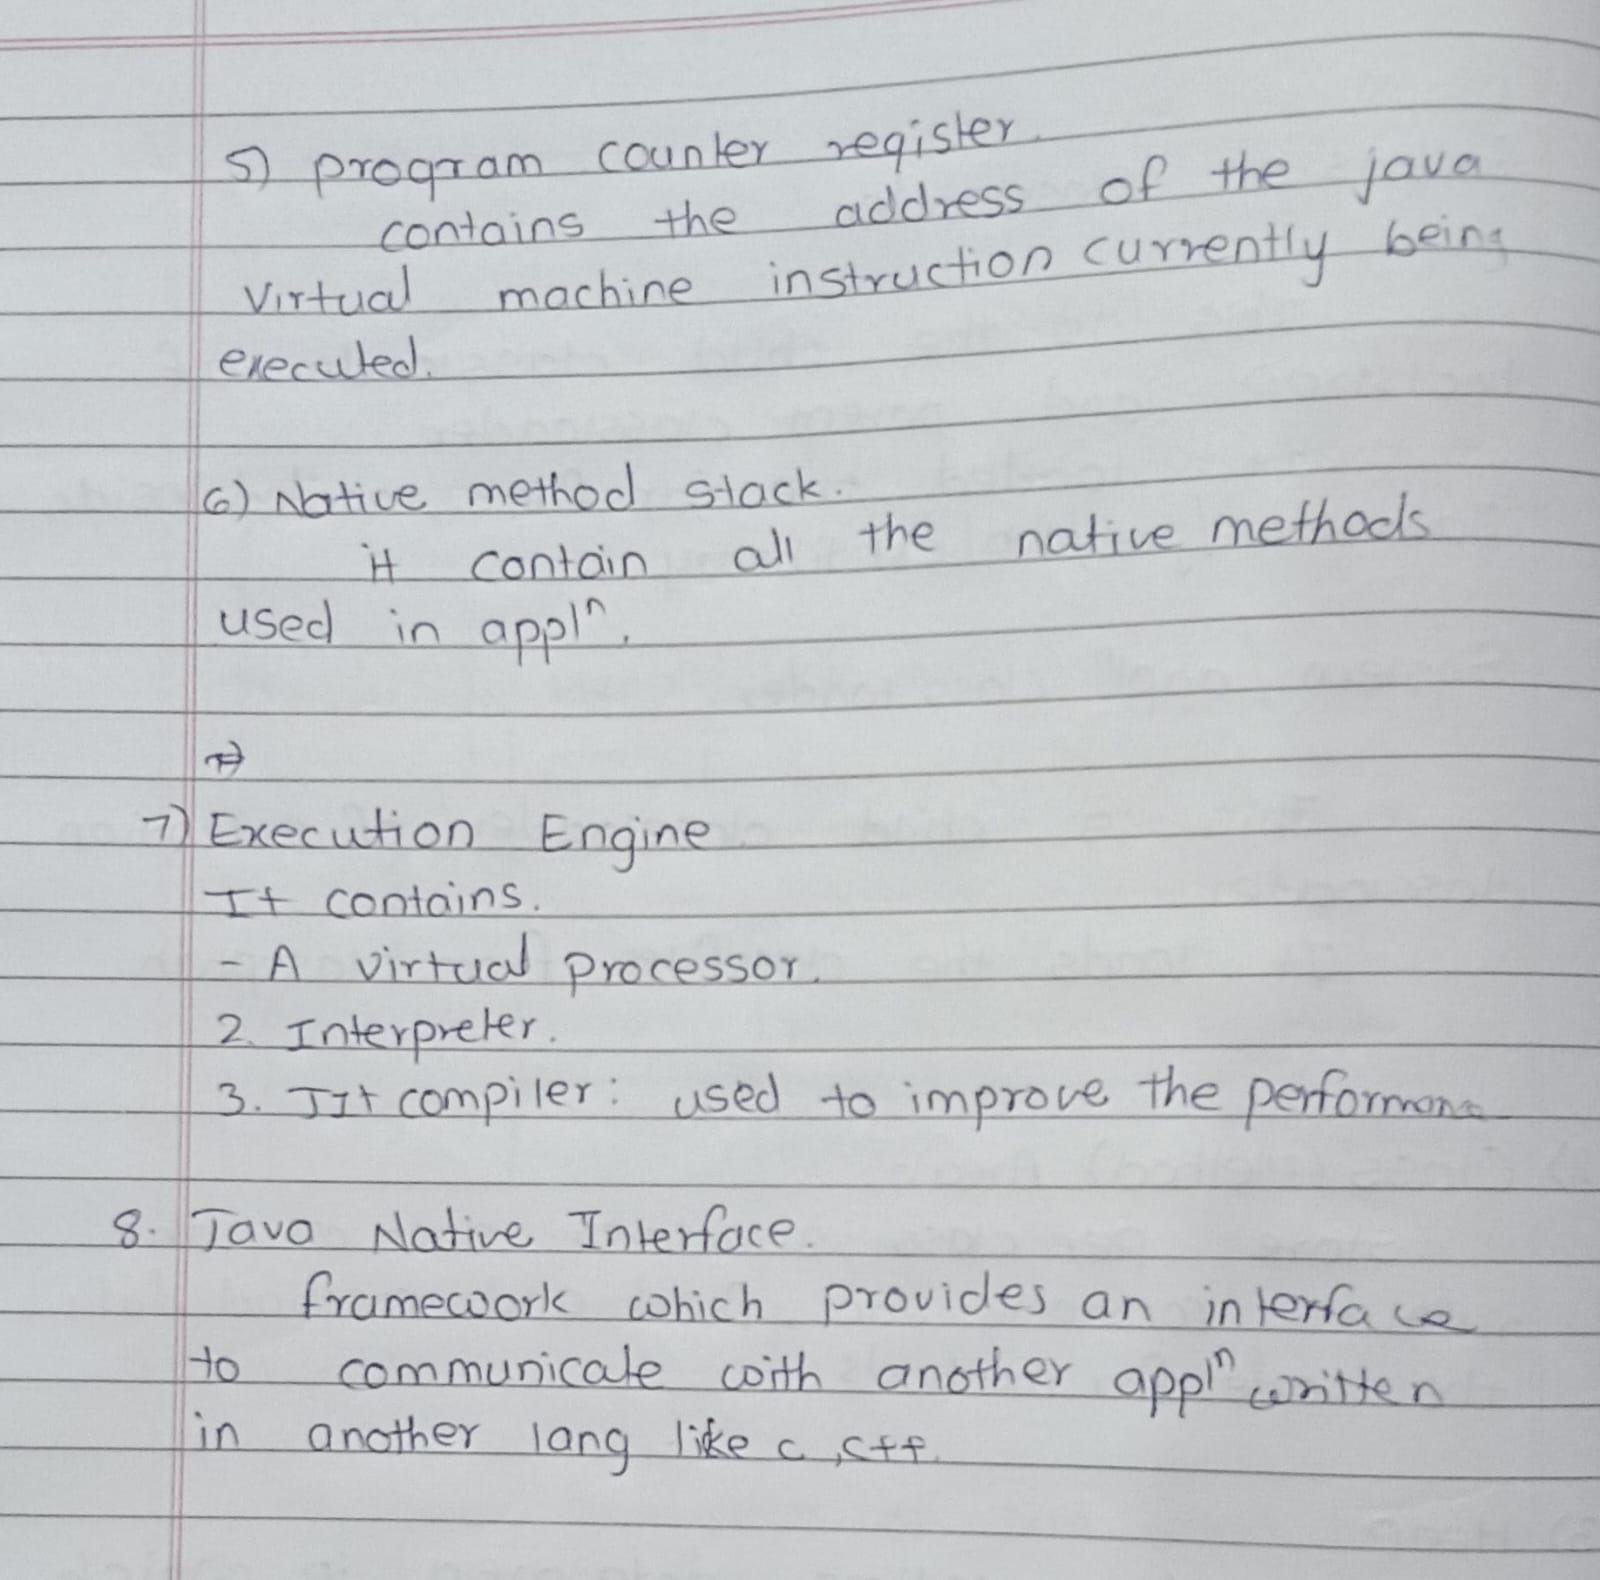 5) program counter register.
contains the address of the java
virtual machine instruction currently being
executed.
6) Native method stack.
it contain all the native methods
used in applⁿ.
7) Execution Engine
It contains.
- A virtual processor.
2. Interpreter.
3. JIt compiler: used to improve the performance
8. Java Native Interface.
framework which provides an interface
to communicate with another applⁿ written
in another lang like c, c++.